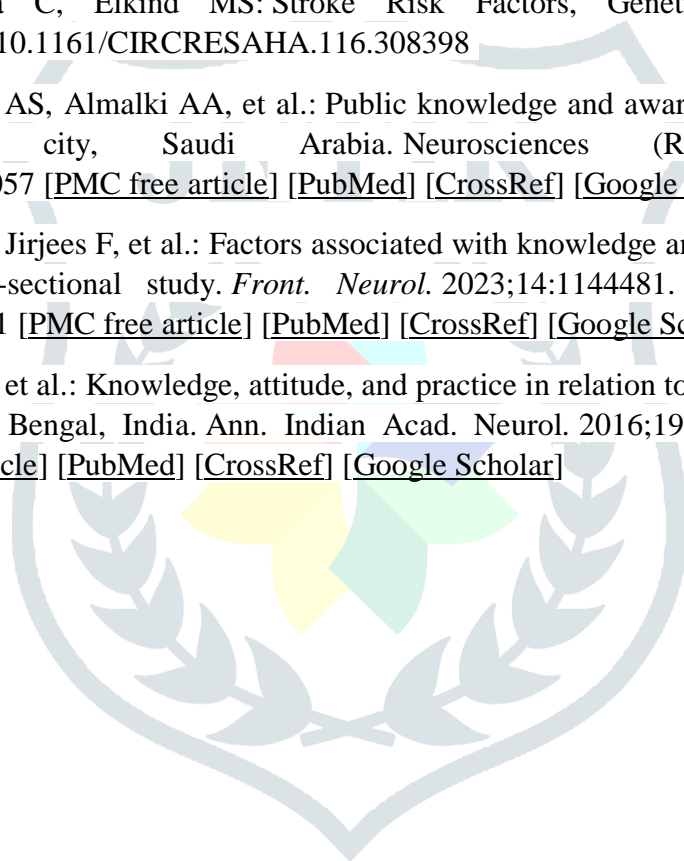 C, Elkind MS: Stroke Risk Factors, Genet
10.1161/CIRCRESAHA.116.308398
AS, Almalki AA, et al.: Public knowledge and awar
city, Saudi Arabia. Neurosciences (R
057 [PMC free article] [PubMed] [CrossRef] [Google
Jirjees F, et al.: Factors associated with knowledge a
-sectional study. Front. Neurol. 2023;14:1144481.
1 [PMC free article] [PubMed] [CrossRef] [Google Sc
et al.: Knowledge, attitude, and practice in relation to
Bengal, India. Ann. Indian Acad. Neurol. 2016;19
cle] [PubMed] [CrossRef] [Google Scholar]